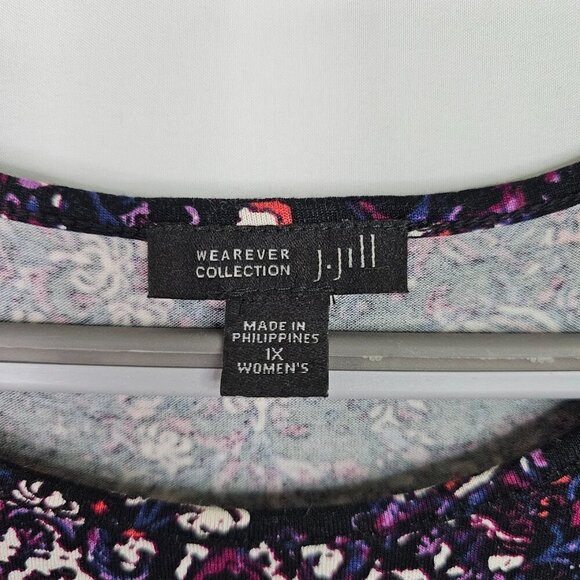 WEAREVER
COLLECTION
J.Jill
MADE IN
PHILIPPINES
1X
WOMEN'S